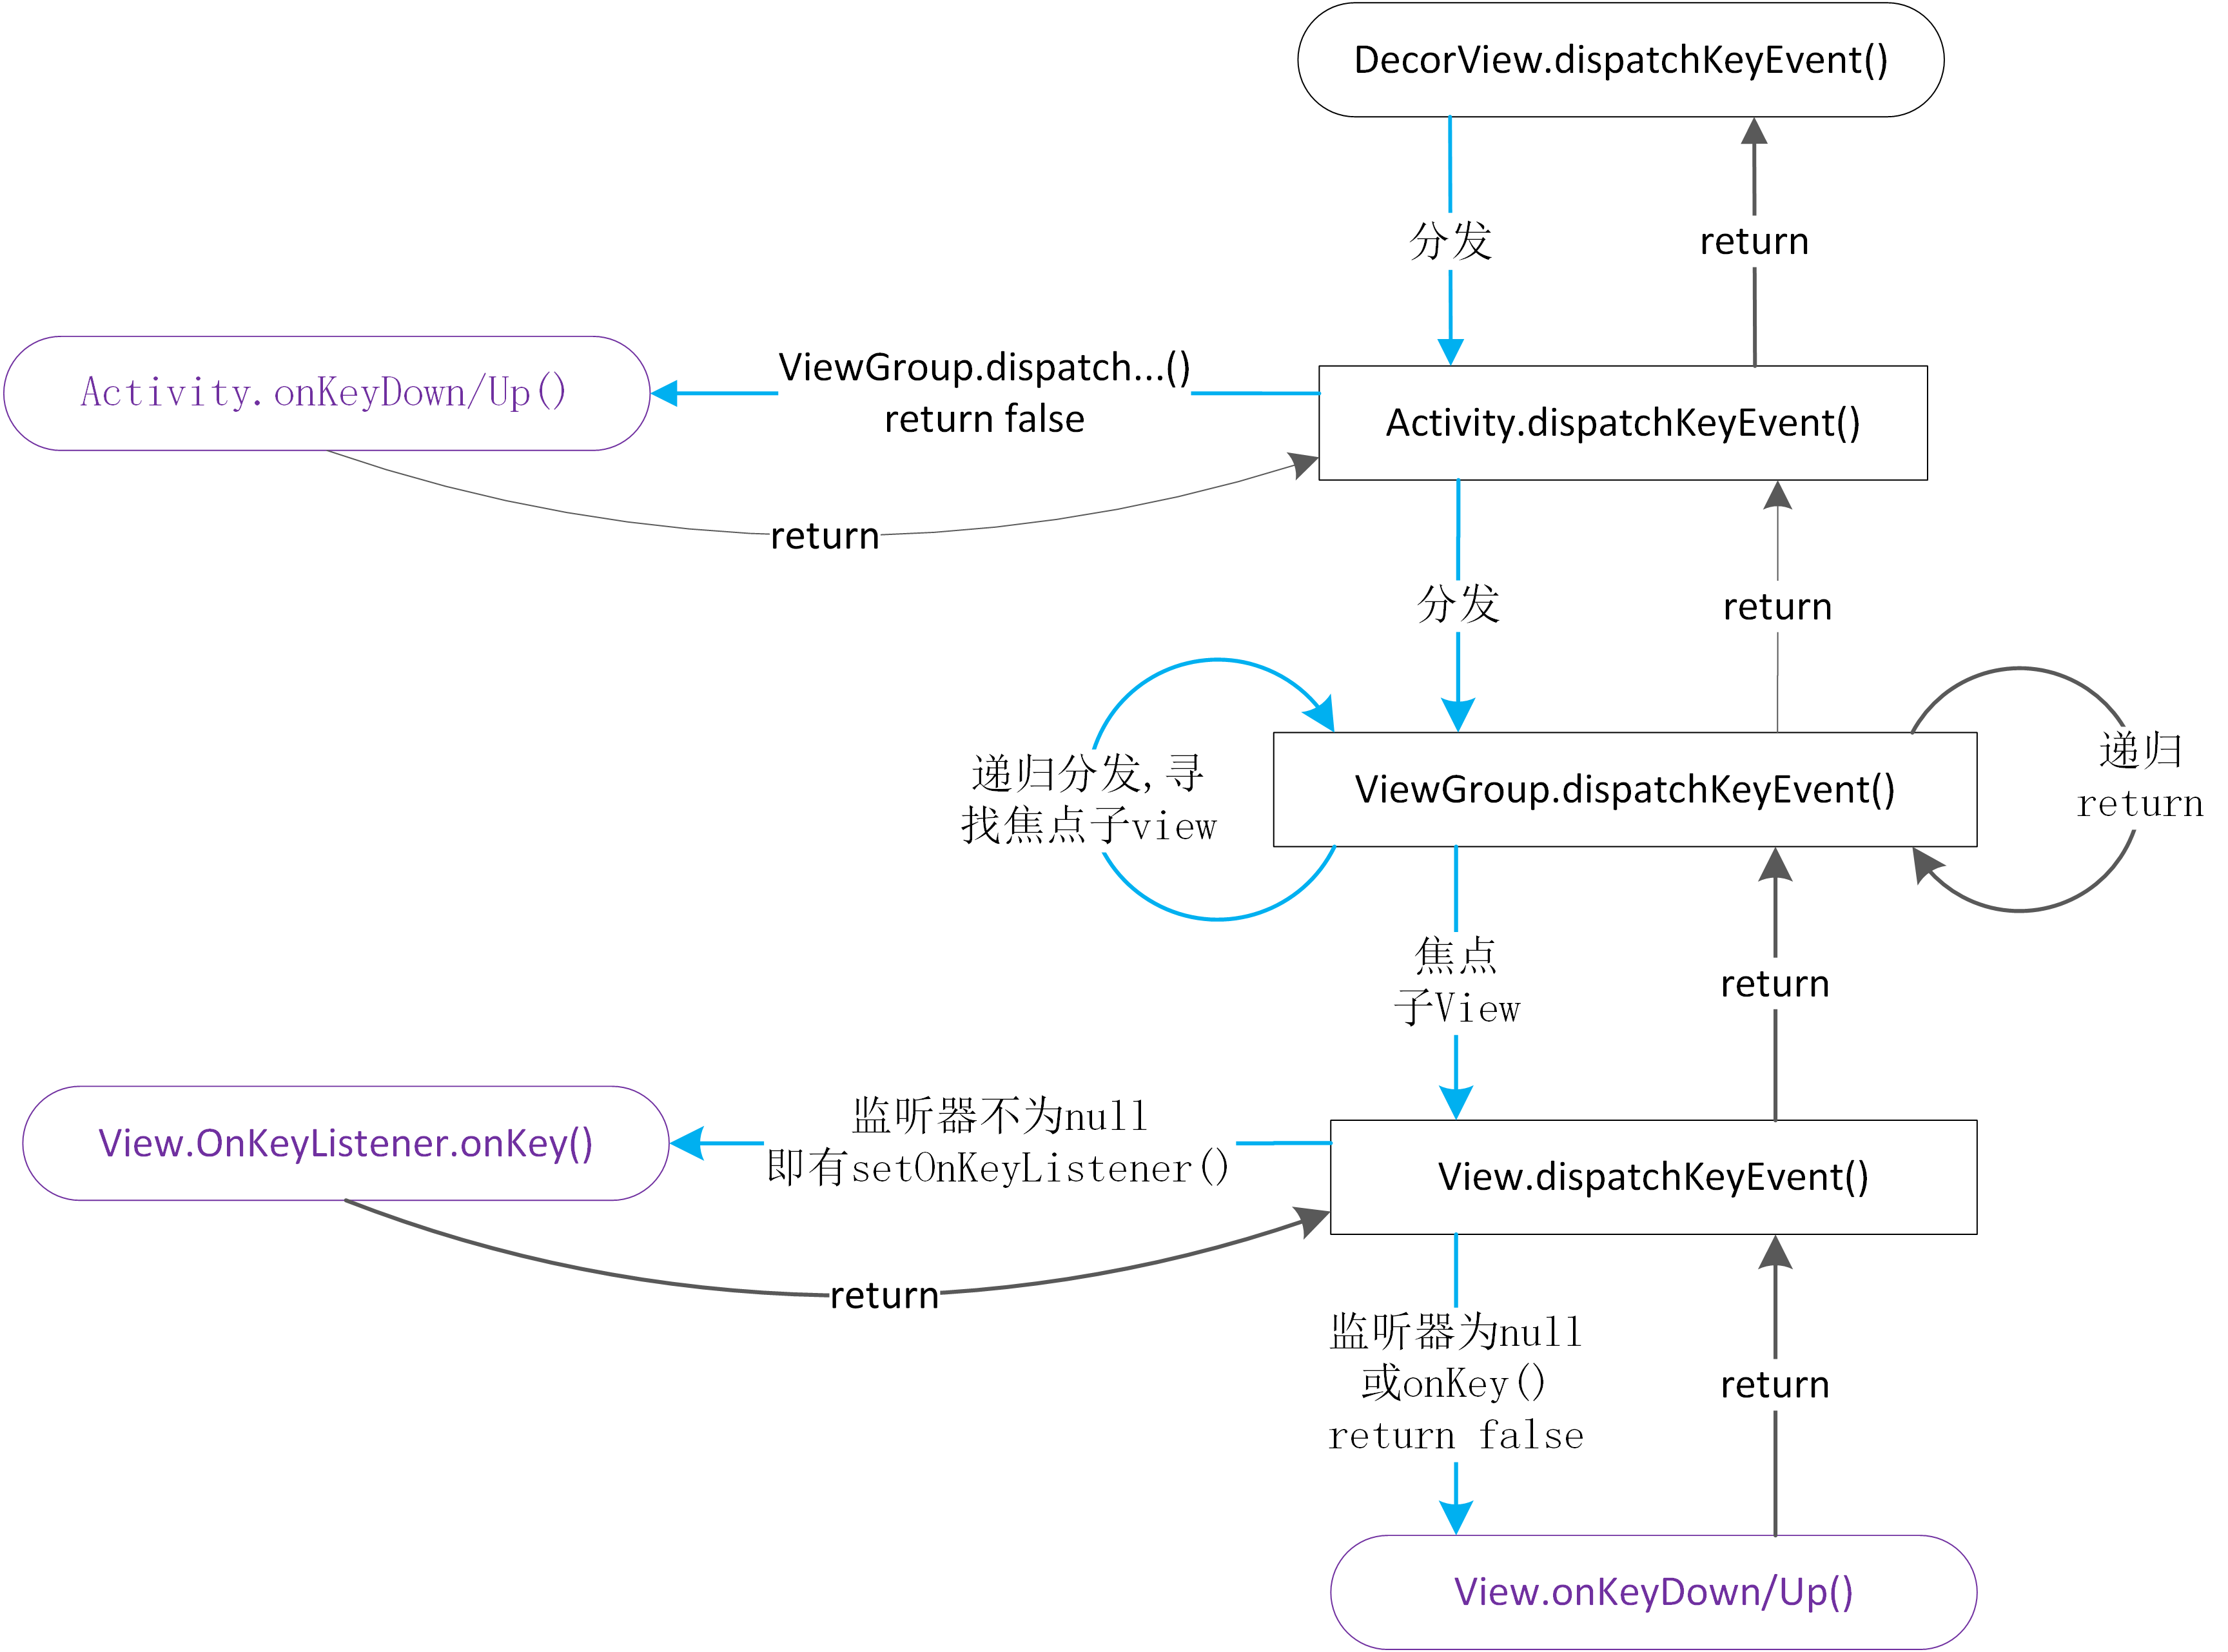 DecorView.dispatchKeyEvent()
分发
return
ViewGroup.dispatch...()
return false
Activity.onKeyDown/Up()
Activity.dispatchKeyEvent()
return
分发
return
递归分发,寻
找焦点子view
ViewGroup.dispatchKeyEvent()
递归
return
焦点
子View
return
监听器不为null
即有setOnKeyListener()
View.OnKeyListener.onKey()
View.dispatchKeyEvent()
return
监听器为null
或onKey()
return false
return
View.onKeyDown/Up()